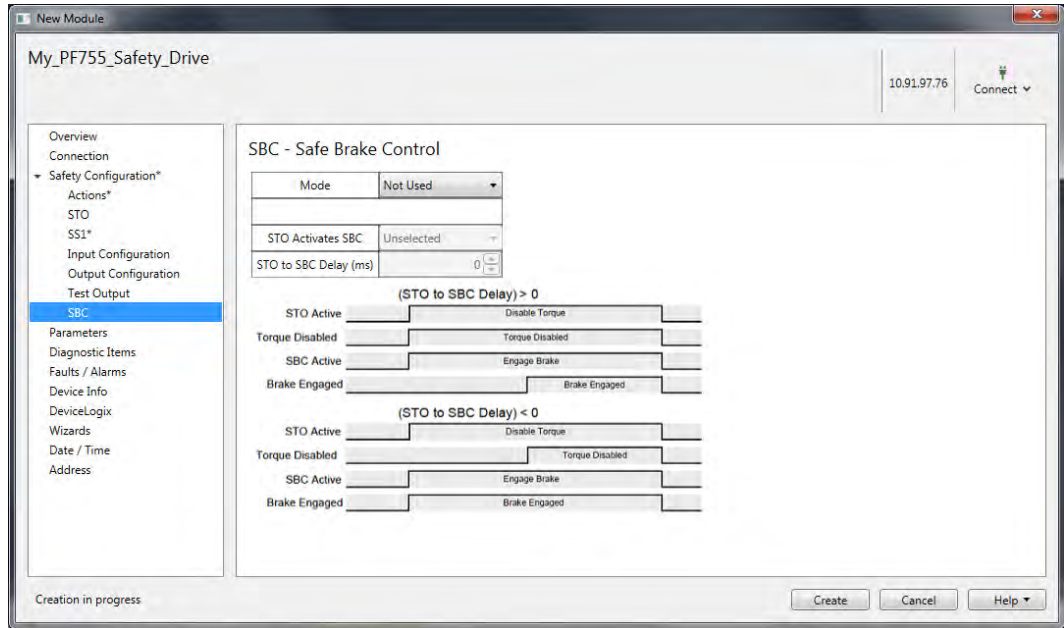 New Module
My_PF755_Safety_Drive
10.91.97.76
Connect
Overview
Connection
Safety Configuration*
Actions*
STO
SS1*
Input Configuration
Output Configuration
Test Output
SBC
Parameters
Diagnostic Items
Faults / Alarms
Device Info
DeviceLogix
Wizards
Date / Time
Address
SBC - Safe Brake Control
Mode Not Used
STO Activates SBC Unselected
STO to SBC Delay (ms) 0
(STO to SBC Delay) > 0
STO Active Disable Torque
Torque Disabled Torque Disabled
SBC Active Engage Brake
Brake Engaged Brake Engaged
(STO to SBC Delay) < 0
STO Active Disable Torque
Torque Disabled Torque Disabled
SBC Active Engage Brake
Brake Engaged Brake Engaged
Creation in progress
Create Cancel Help